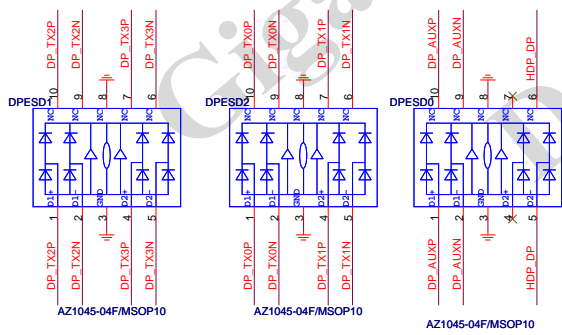 DP_TX2P
DP_TX2N
DP_TX3P
DP_TX3N
DP_TX0P
DP_TX0N
DP_TX1P
DP_TX1N
DP_AUXP
DP_AUXN
HDP_DP
10
9
8
7
6
10
9
8
7
6
10
9
8
7
6
DPESD1
DPESD2
DPESD0
NC
NC
NC
NC
NC
NC
NC
NC
NC
NC
NC
NC
D1+
D1-
GND
D2+
D2-
D1+
D1-
GND
D2+
D2-
D1+
D1-
GND
D2+
D2-
1
2
3
4
5
1
2
3
4
5
1
2
3
4
5
DP_TX2P
DP_TX2N
DP_TX3P
DP_TX3N
DP_TX0P
DP_TX0N
DP_TX1P
DP_TX1N
DP_AUXP
DP_AUXN
HDP_DP
AZ1045-04F/MSOP10
AZ1045-04F/MSOP10
AZ1045-04F/MSOP10